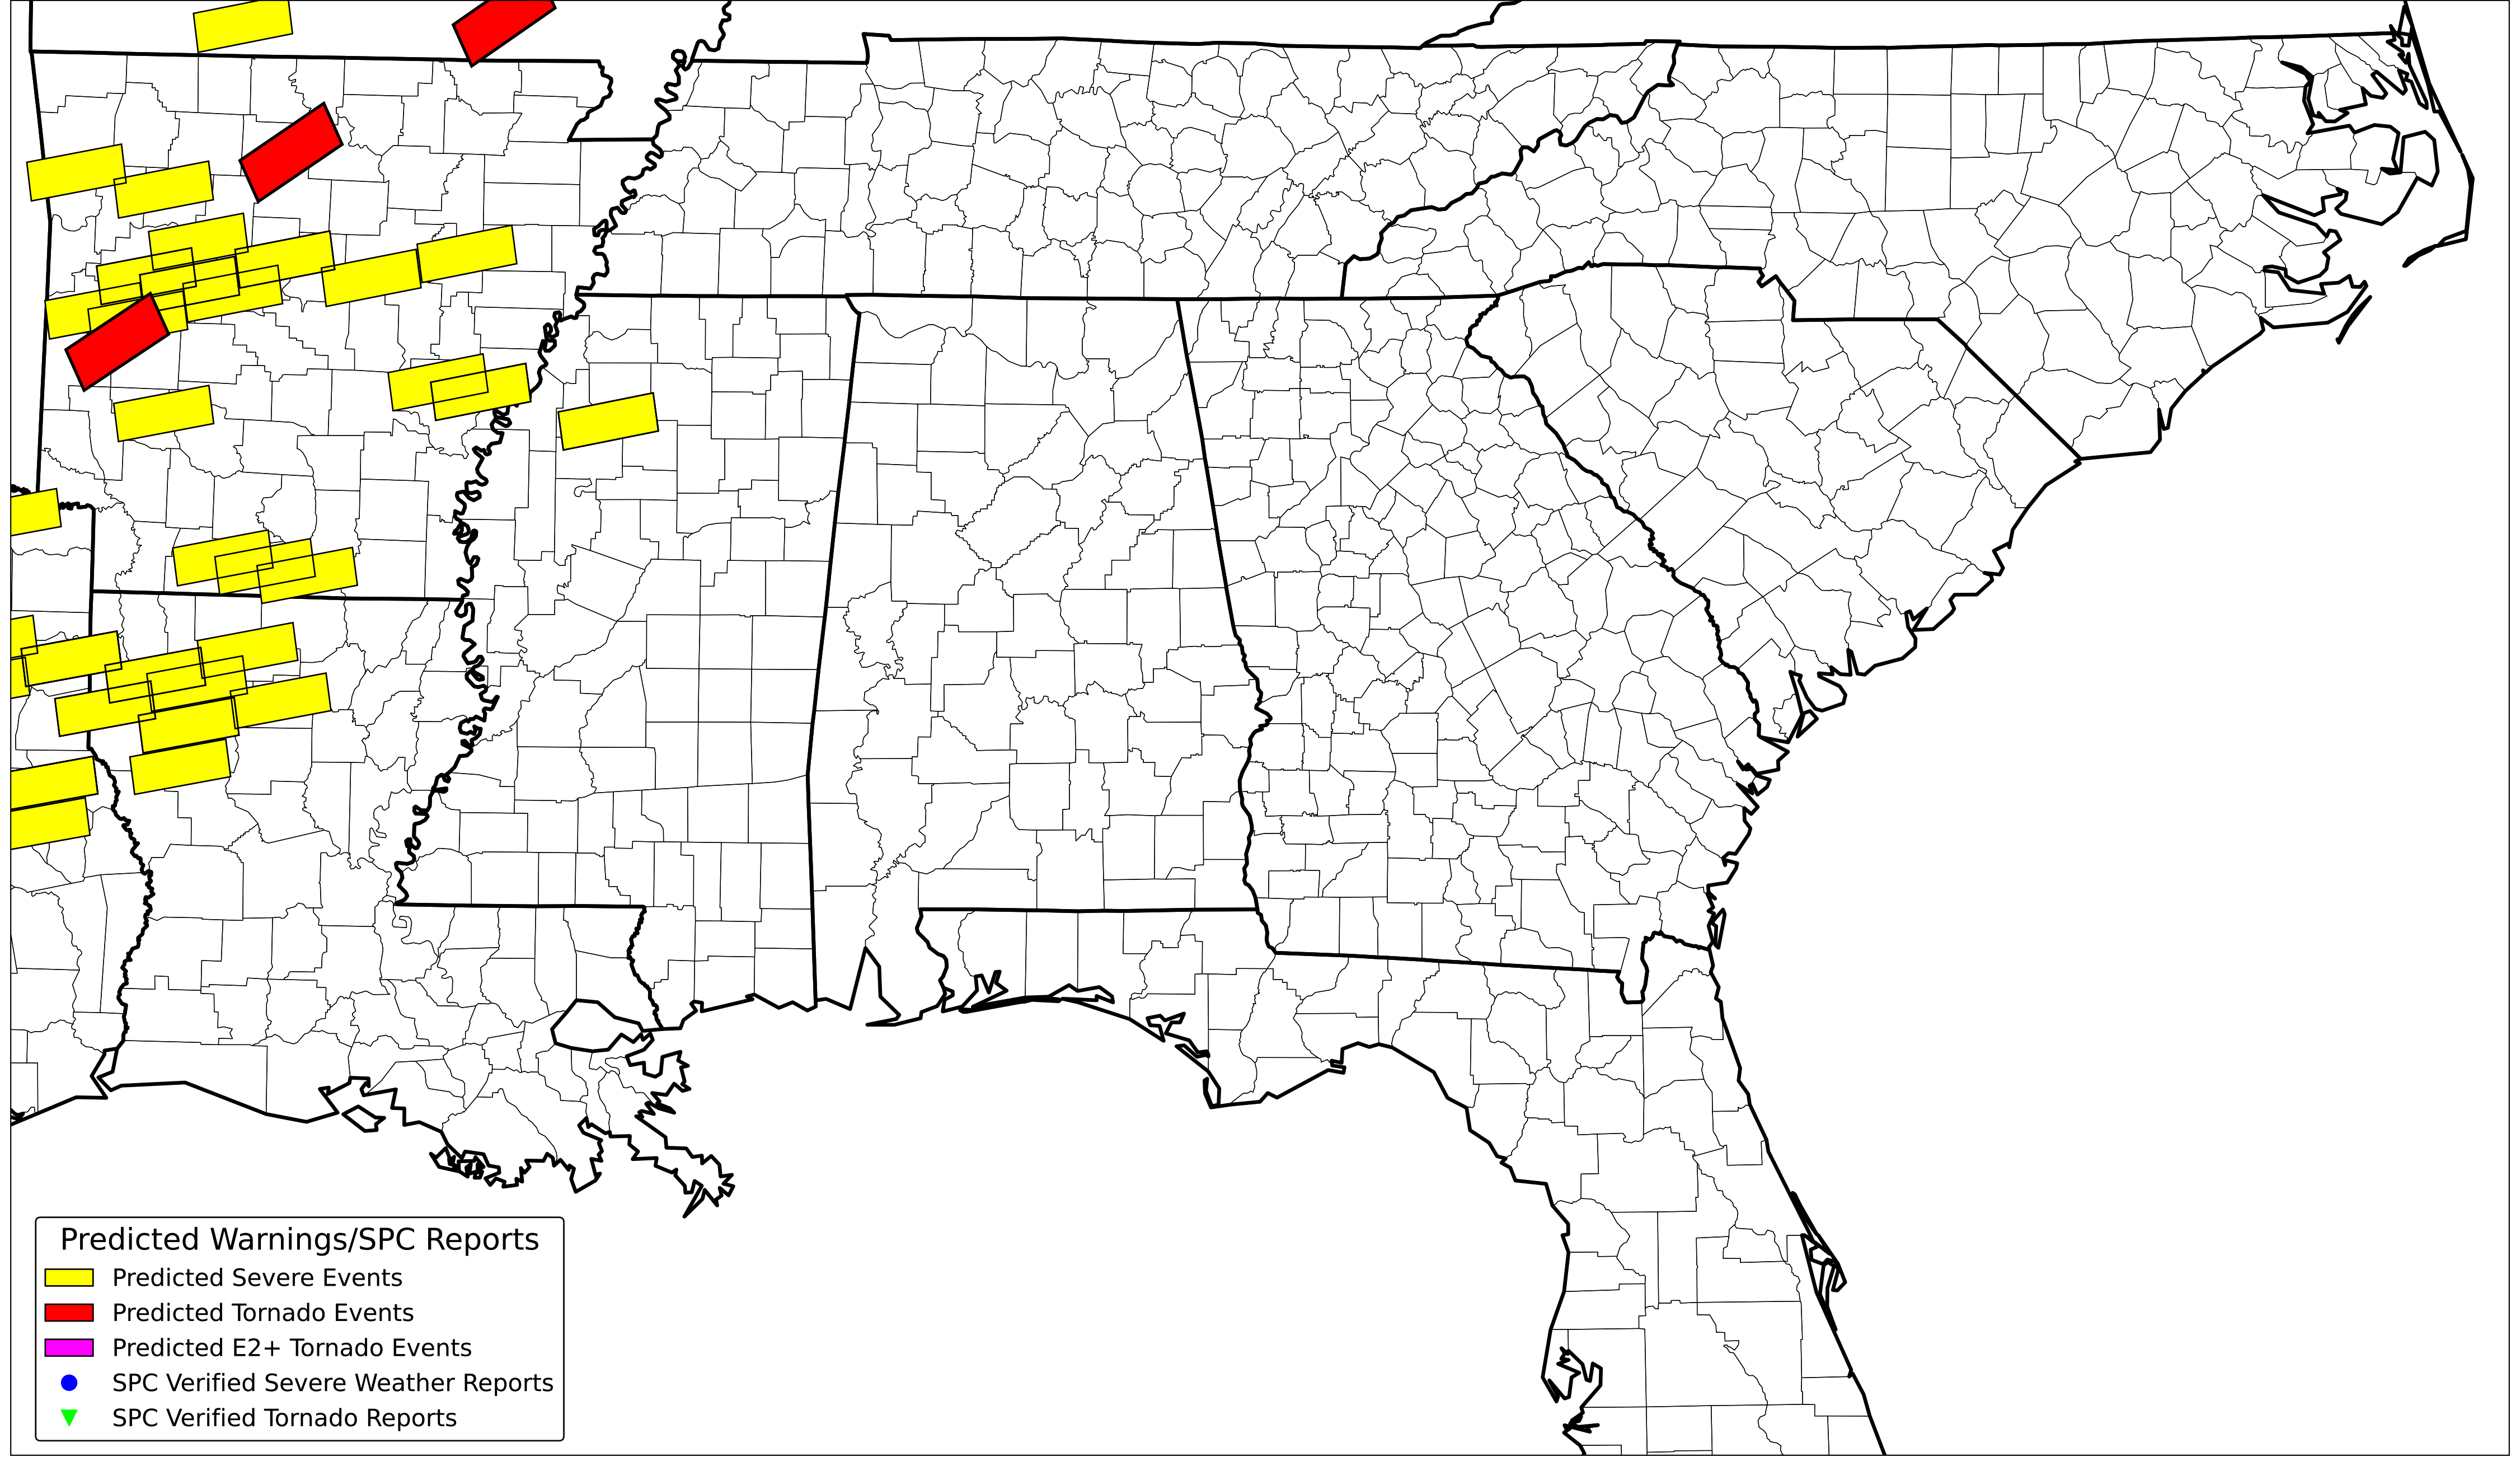 Predicted Warnings/SPC Reports
Predicted Severe Events
Predicted Tornado Events
Predicted E2+ Tornado Events
SPC Verified Severe Weather Reports
SPC Verified Tornado Reports